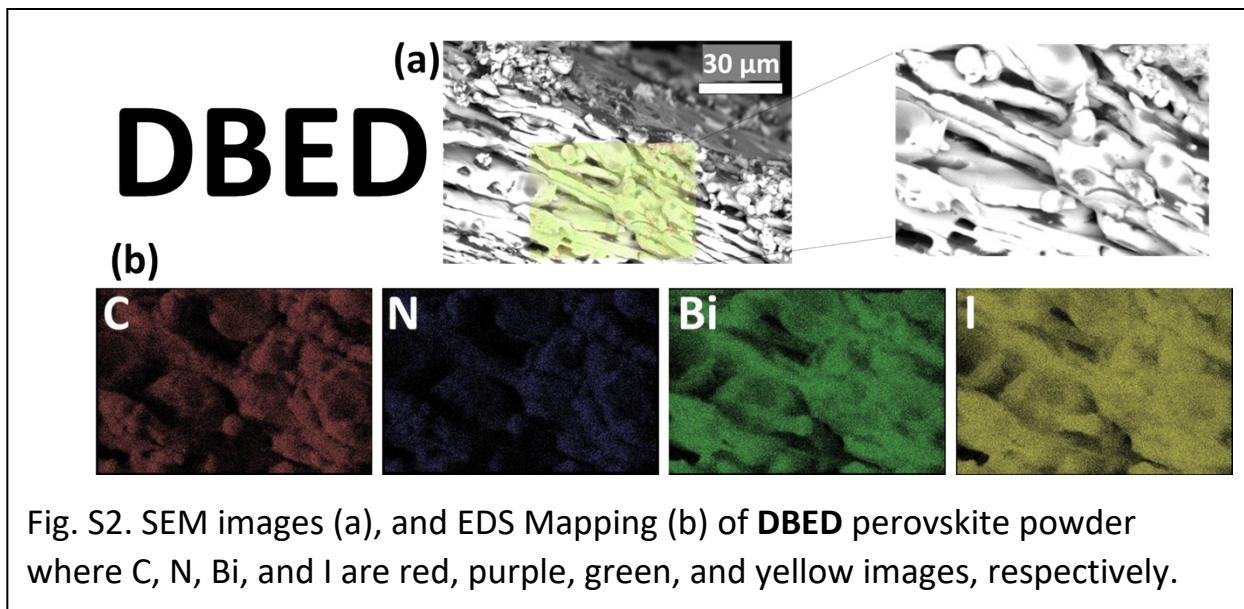 (a)
30 µm
DBED
(b)
C
N
Bi
I
Fig. S2. SEM images (a), and EDS Mapping (b) of DBED perovskite powder
where C, N, Bi, and I are red, purple, green, and yellow images, respectively.